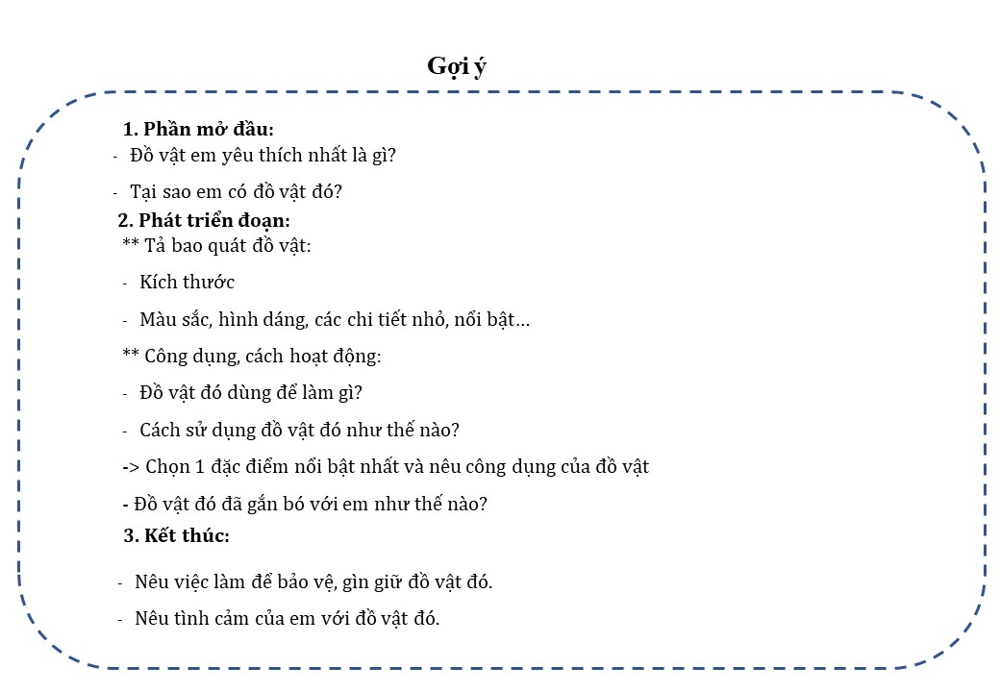 Gợi ý
1. Phần mở đầu:
- Đồ vật em yêu thích nhất là gì?
- Tại sao em có đồ vật đó?
2. Phát triển đoạn:
** Tả bao quát đồ vật:
- Kích thước
- Màu sắc, hình dáng, các chi tiết nhỏ, nổi bật...
** Công dụng, cách hoạt động:
- Đồ vật đó dùng để làm gì?
- Cách sử dụng đồ vật đó như thế nào?
-> Chọn 1 đặc điểm nổi bật nhất và nêu công dụng của đồ vật
- Đồ vật đó đã gắn bó với em như thế nào?
3. Kết thúc:
- Nêu việc làm để bảo vệ, gìn giữ đồ vật đó.
- Nêu tình cảm của em với đồ vật đó.